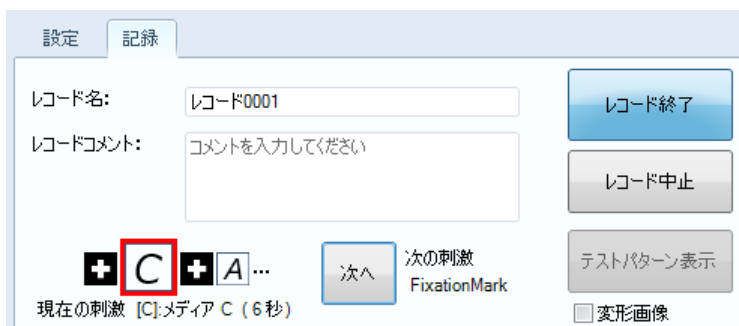 設定 記録
レコード名: レコード0001
レコード終了
レコードコメント: コメントを入力してください
レコード中止
C A ...
次へ
次の刺激
FixationMark
テストパターン表示
現在の刺激 [C]:メディア C (6秒)
変形画像